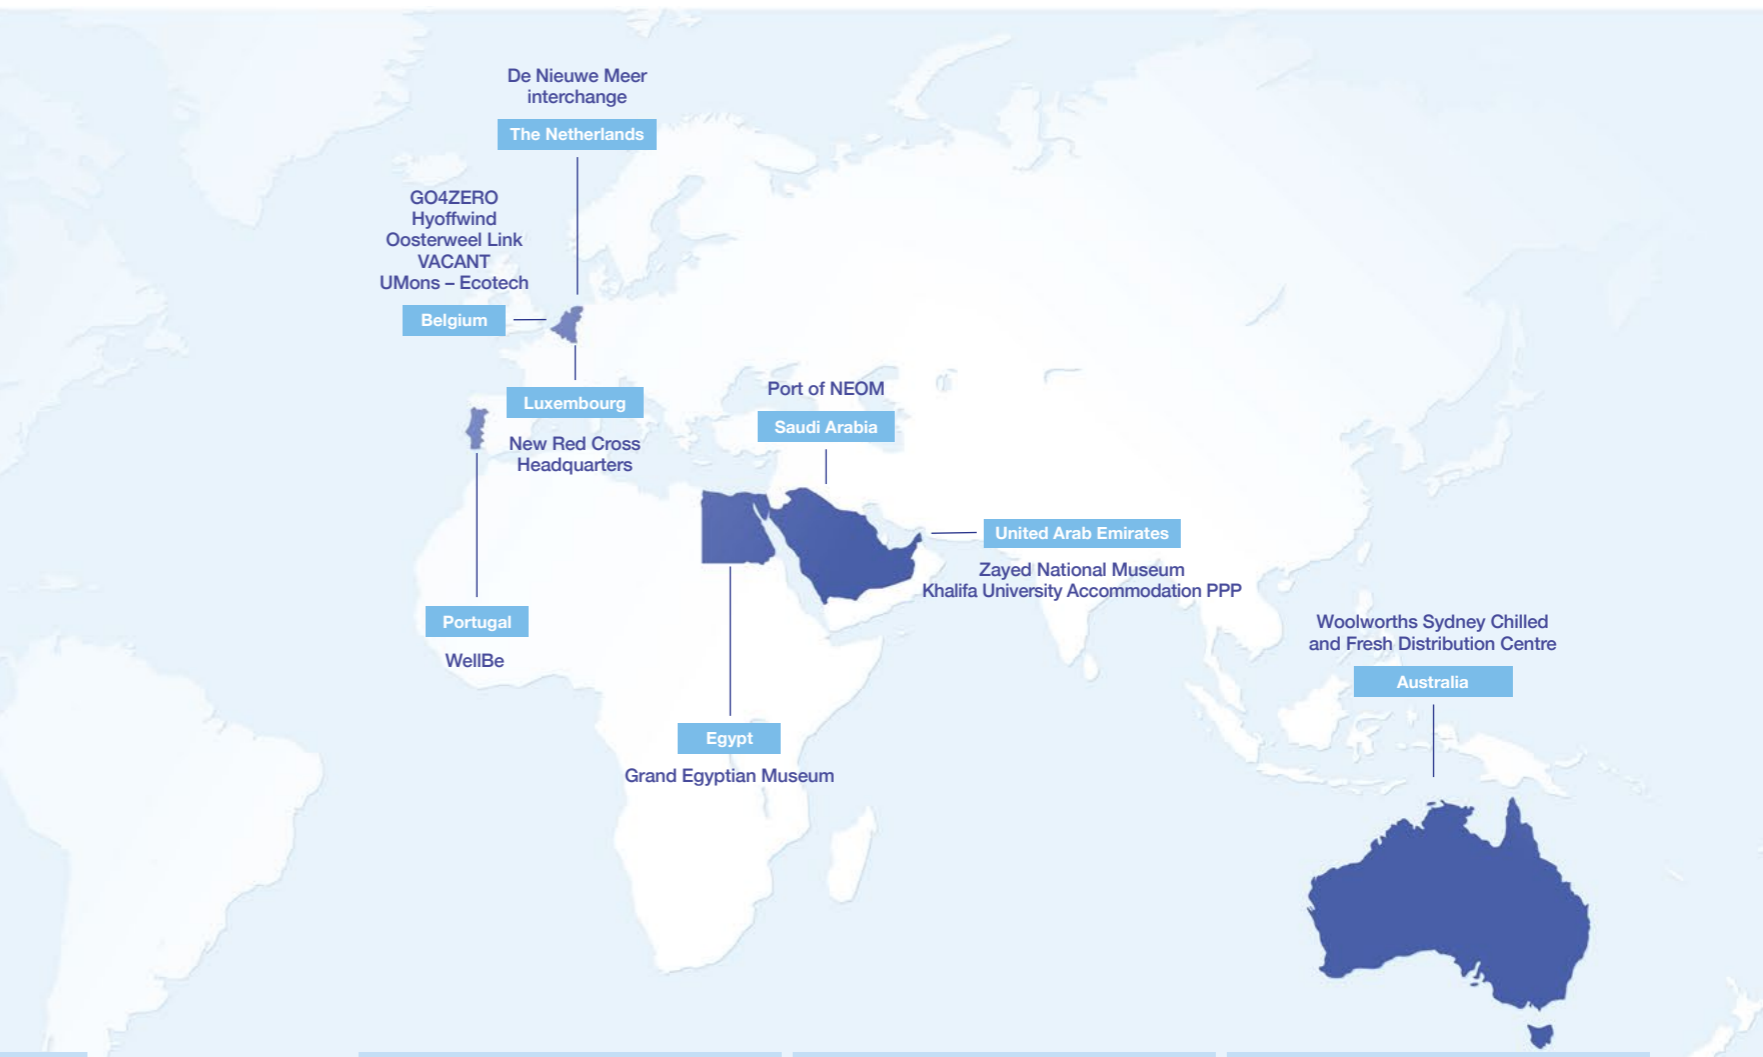 De Nieuwe Meer
interchange
The Netherlands
GO4ZERO
Hyoffwind
Oosterweel Link
VACANT
UMons – Ecotech
Belgium
Luxembourg
New Red Cross
Headquarters
Port of NEOM
Saudi Arabia
United Arab Emirates
Zayed National Museum
Khalifa University Accommodation PPP
Portugal
WellBe
Egypt
Grand Egyptian Museum
Woolworths Sydney Chilled
and Fresh Distribution Centre
Australia